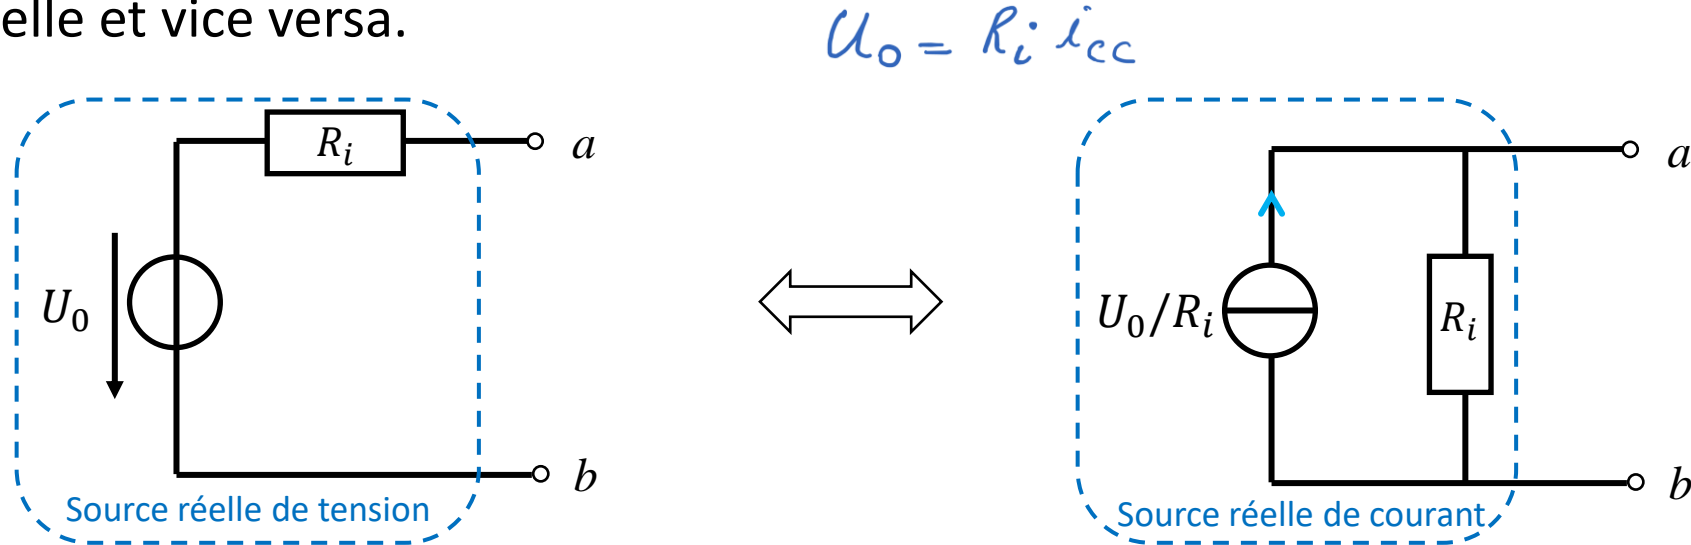 elle et vice versa.
U₀ = Rᵢ i_cc
Rᵢ
a
U₀
b
Source réelle de tension
a
U₀/Rᵢ
Rᵢ
b
Source réelle de courant